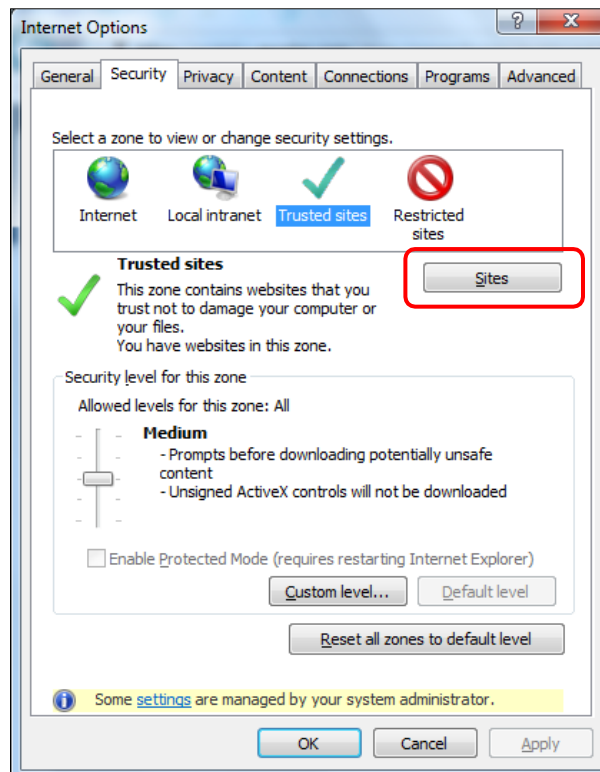 Internet Options
General Security Privacy Content Connections Programs Advanced
Select a zone to view or change security settings.
Internet Local intranet Trusted sites Restricted
sites
Trusted sites
Sites
This zone contains websites that you
trust not to damage your computer or
your files.
You have websites in this zone.
Security level for this zone
Allowed levels for this zone: All
Medium
- Prompts before downloading potentially unsafe
content
- Unsigned ActiveX controls will not be downloaded
Enable Protected Mode (requires restarting Internet Explorer)
Custom level... Default level
Reset all zones to default level
Some settings are managed by your system administrator.
OK Cancel Apply